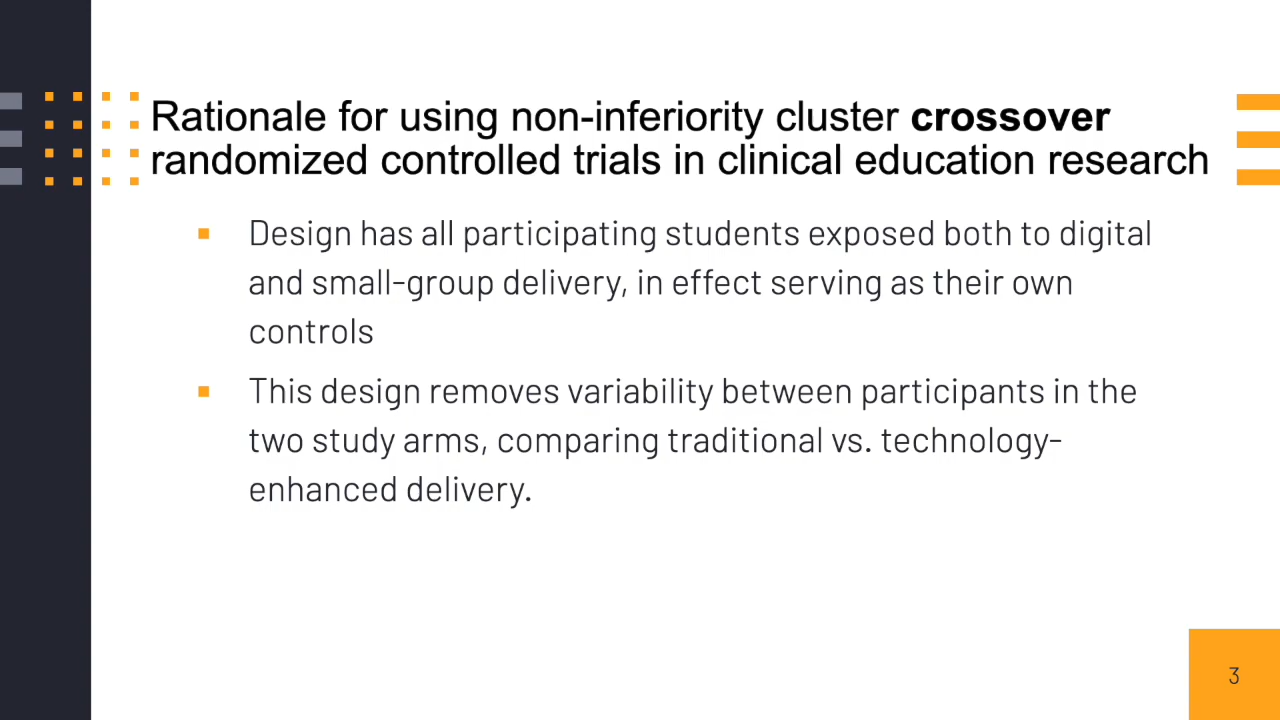 Rationale for using non-inferiority cluster crossover
randomized controlled trials in clinical education research
Design has all participating students exposed both to digital
and small-group delivery, in effect serving as their own
controls
This design removes variability between participants in the
two study arms, comparing traditional vs. technology-
enhanced delivery.
3